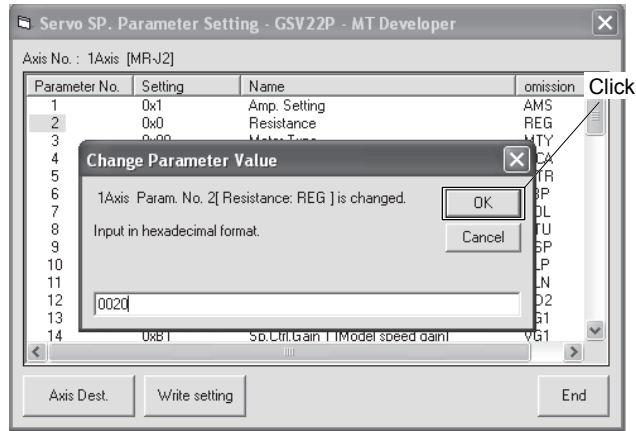 Servo SP. Parameter Setting - GSV22P - MT Developer
Axis No. : 1Axis [MR-J2]
Parameter No. Setting Name omission
Click
1 0x1 Amp. Setting AMS
2 0x0 Resistance REG
3 MTY
4
5
6
7
8
9
10
11
12
13
14 0xB1 Sp.Ctrl.Gain 1 [Model speed gain] VG1
Change Parameter Value
1Axis Param. No. 2[ Resistance: REG ] is changed.
OK
Input in hexadecimal format.
Cancel
0020
Axis Dest. Write setting End